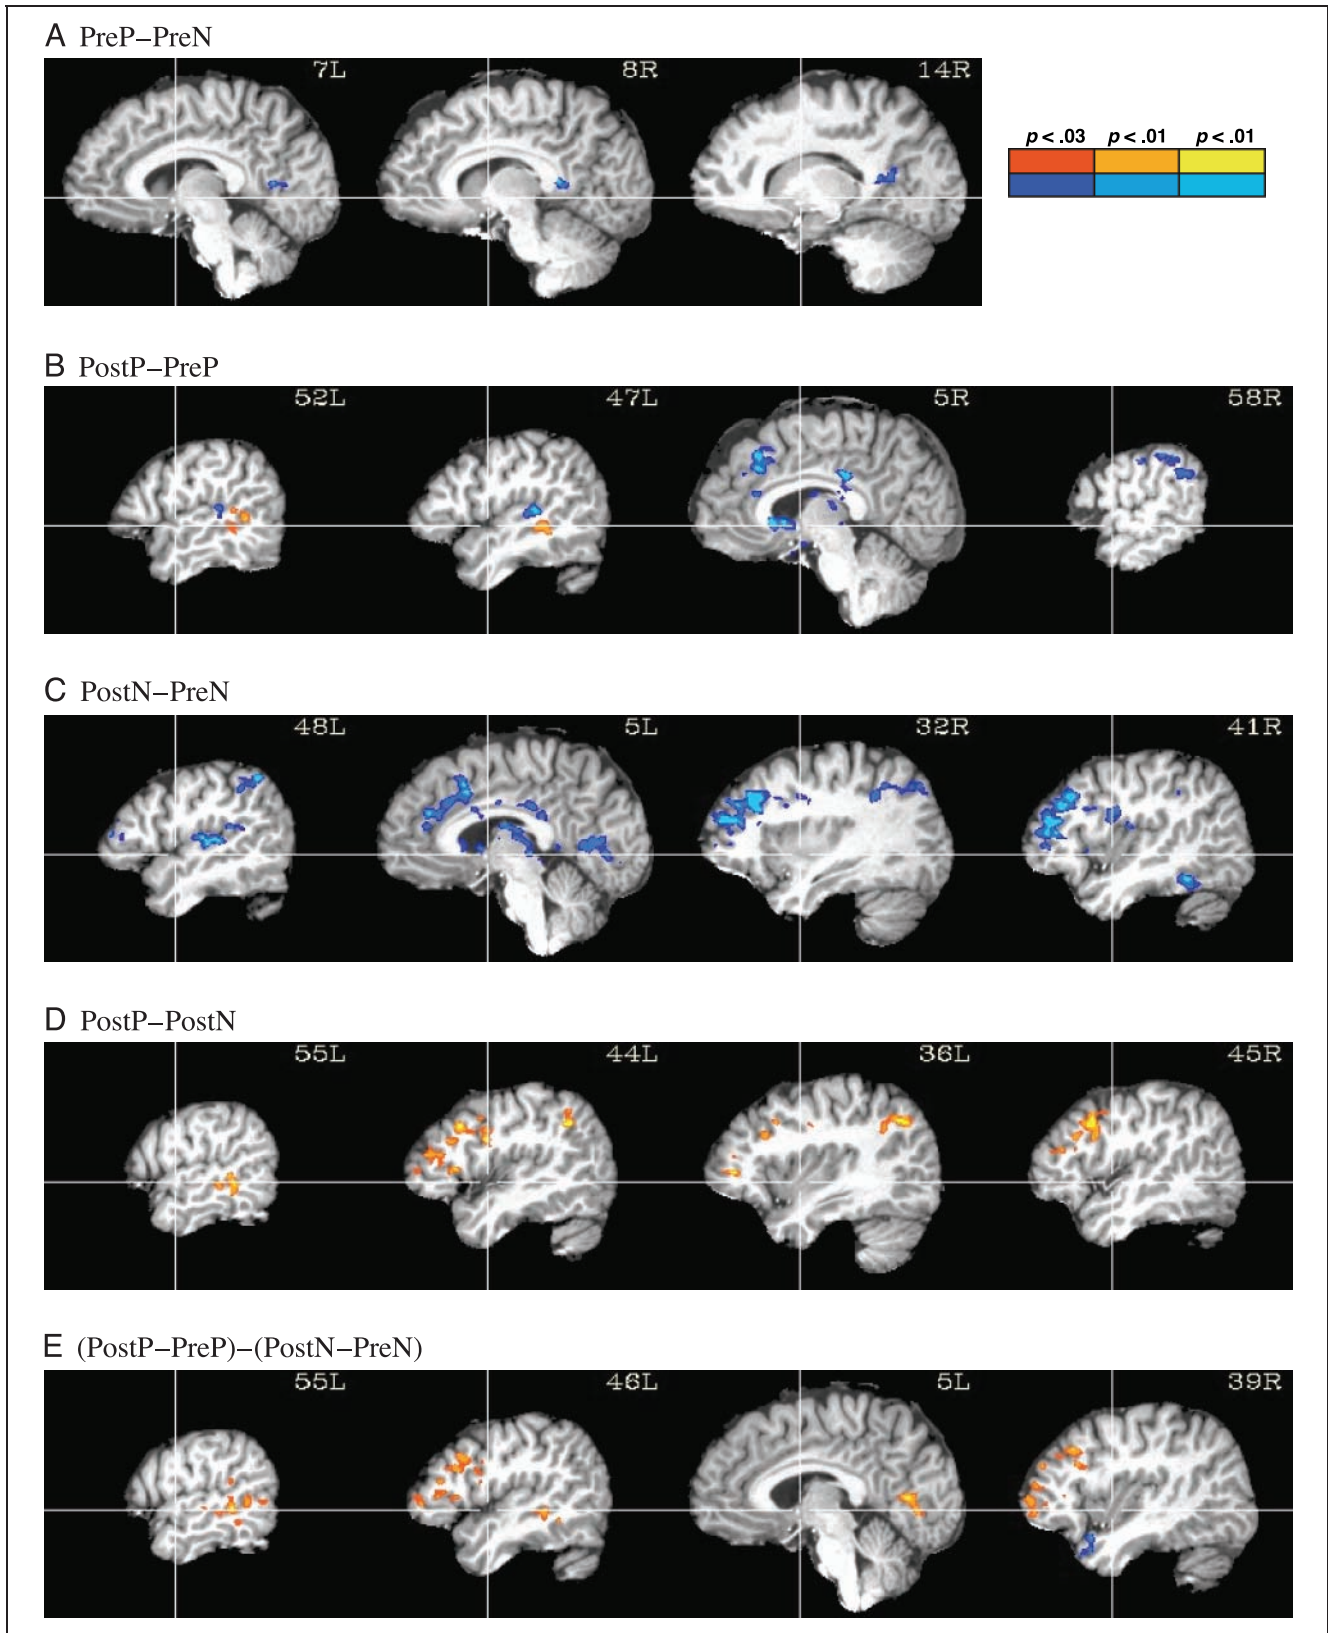 A PreP–PreN
7L 8R 14R
p < .03 p < .01 p < .01
B PostP–PreP
52L 47L 5R 58R
C PostN–PreN
48L 5L 32R 41R
D PostP–PostN
55L 44L 36L 45R
E (PostP–PreP)–(PostN–PreN)
55L 46L 5L 39R